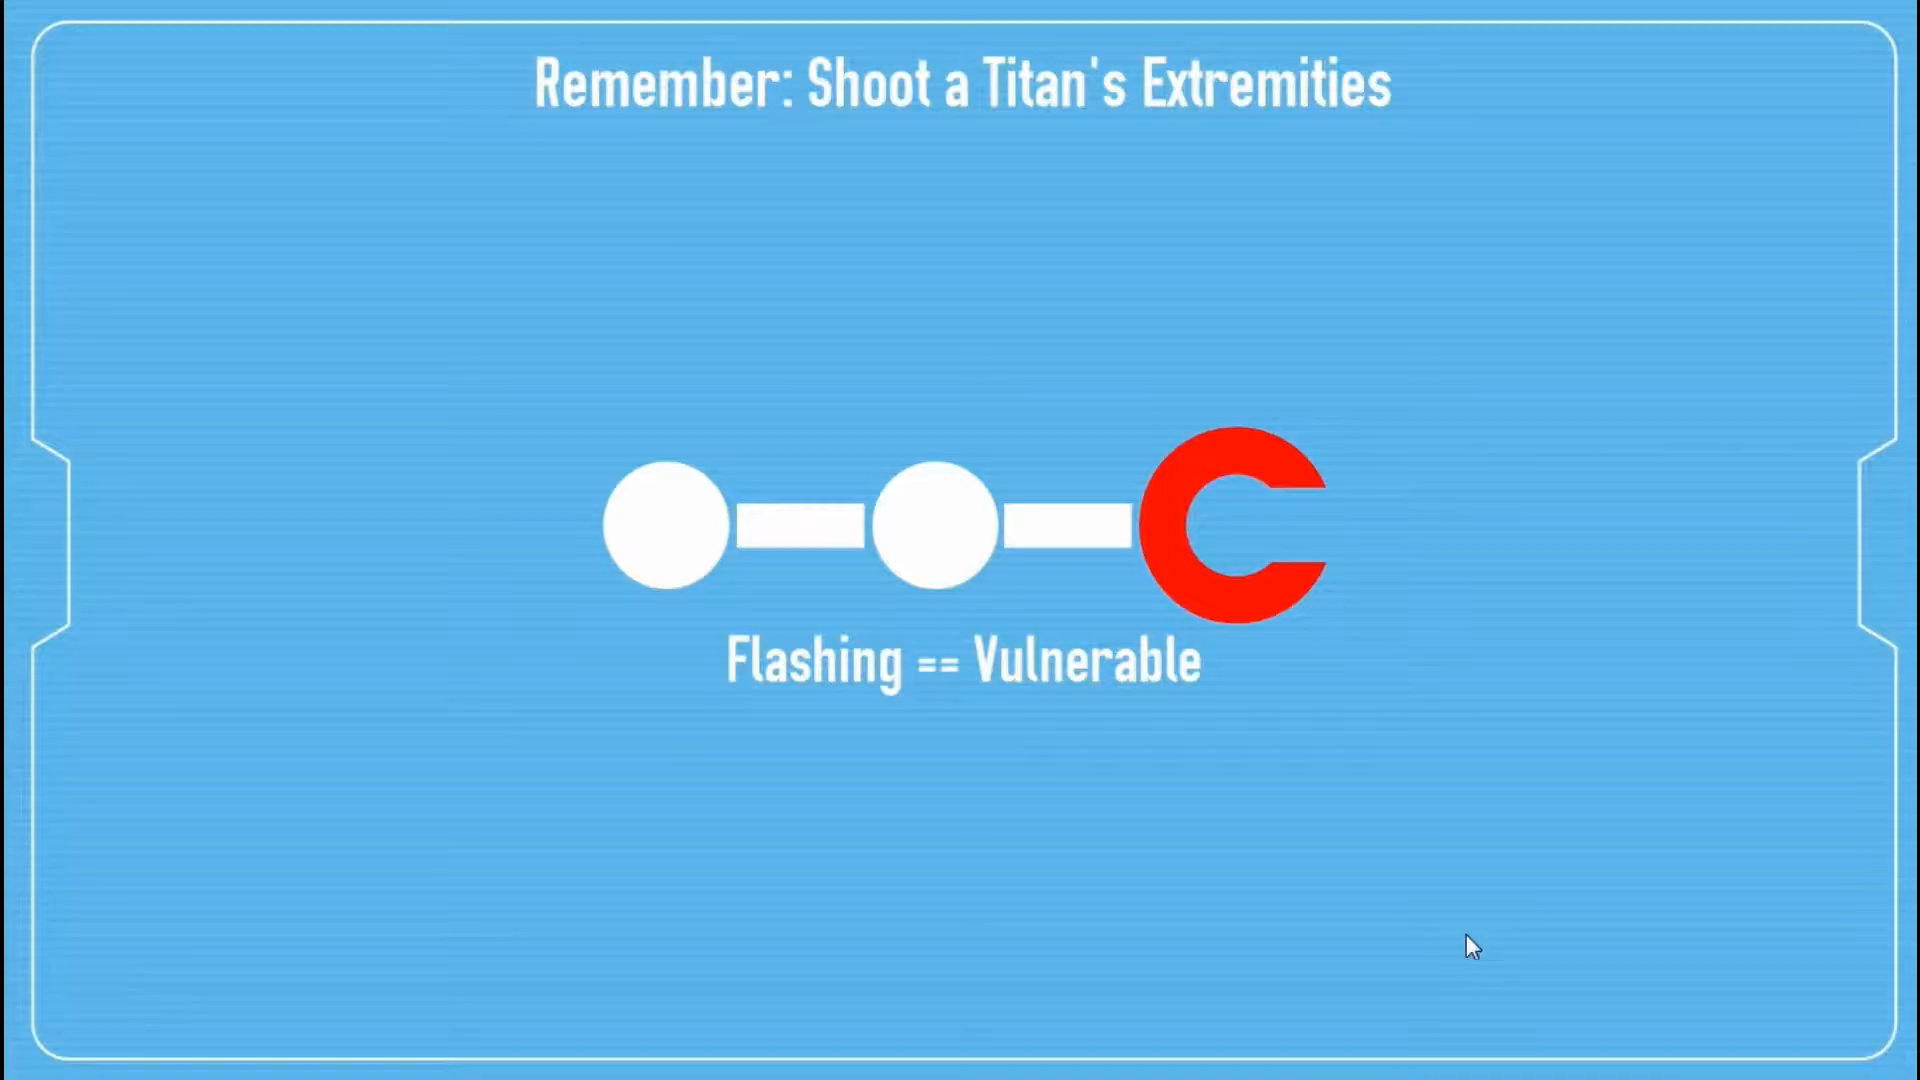 Remember: Shoot a Titan's Extremities
Flashing == Vulnerable